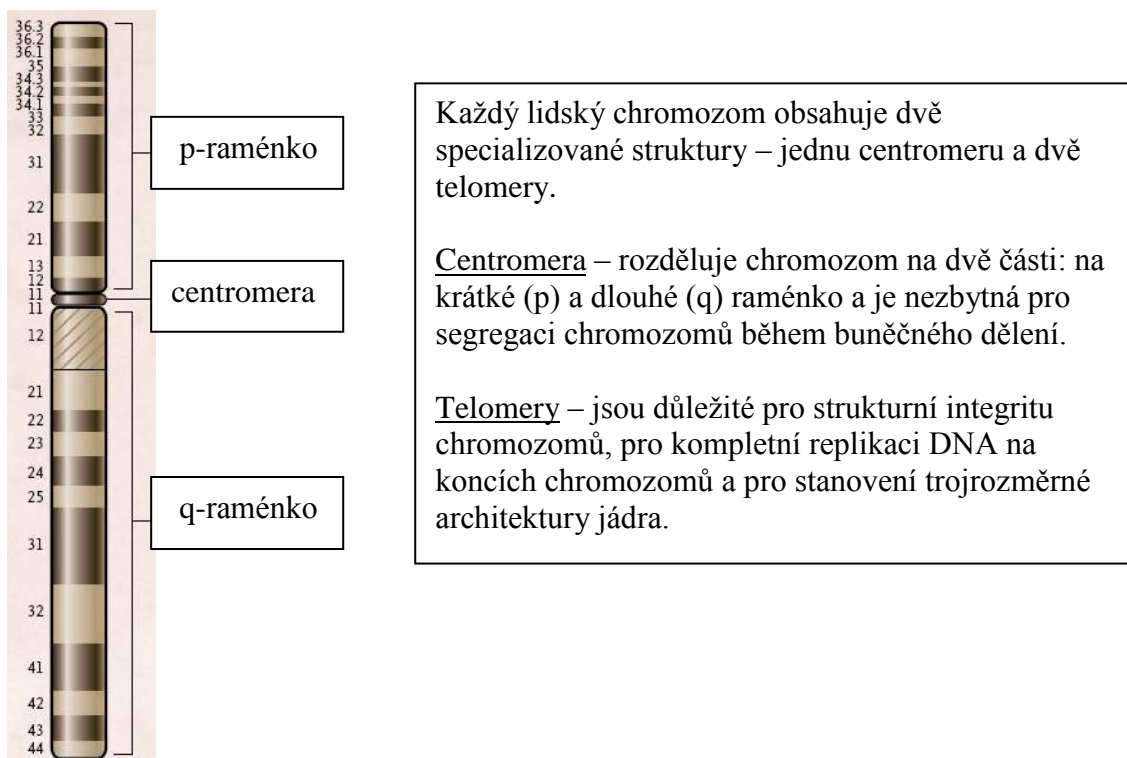 36.3
36.2
36.1
35
34.3
34.2
34.1
33
32
31
22
21
13
12
11
11
12
21
22
23
24
25
31
32
41
42
43
44
p-raménko
centromera
q-raménko
Každý lidský chromozom obsahuje dvě
specializované struktury – jednu centromeru a dvě
telomery.
Centromera – rozděluje chromozom na dvě části: na
krátké (p) a dlouhé (q) raménko a je nezbytná pro
segregaci chromozomů během buněčného dělení.
Telomery – jsou důležité pro strukturní integritu
chromozomů, pro kompletní replikaci DNA na
koncích chromozomů a pro stanovení trojrozměrné
architektury jádra.